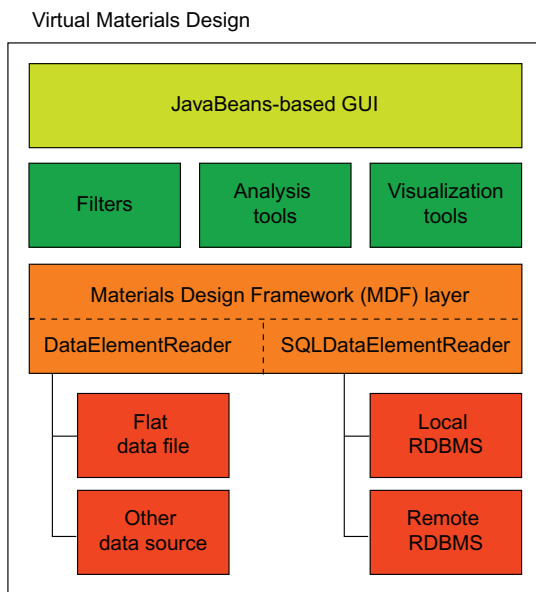 Virtual Materials Design
JavaBeans-based GUI
Filters
Analysis
tools
Visualization
tools
Materials Design Framework (MDF) layer
DataElementReader
SQLDataElementReader
Flat
data file
Local
RDBMS
Other
data source
Remote
RDBMS